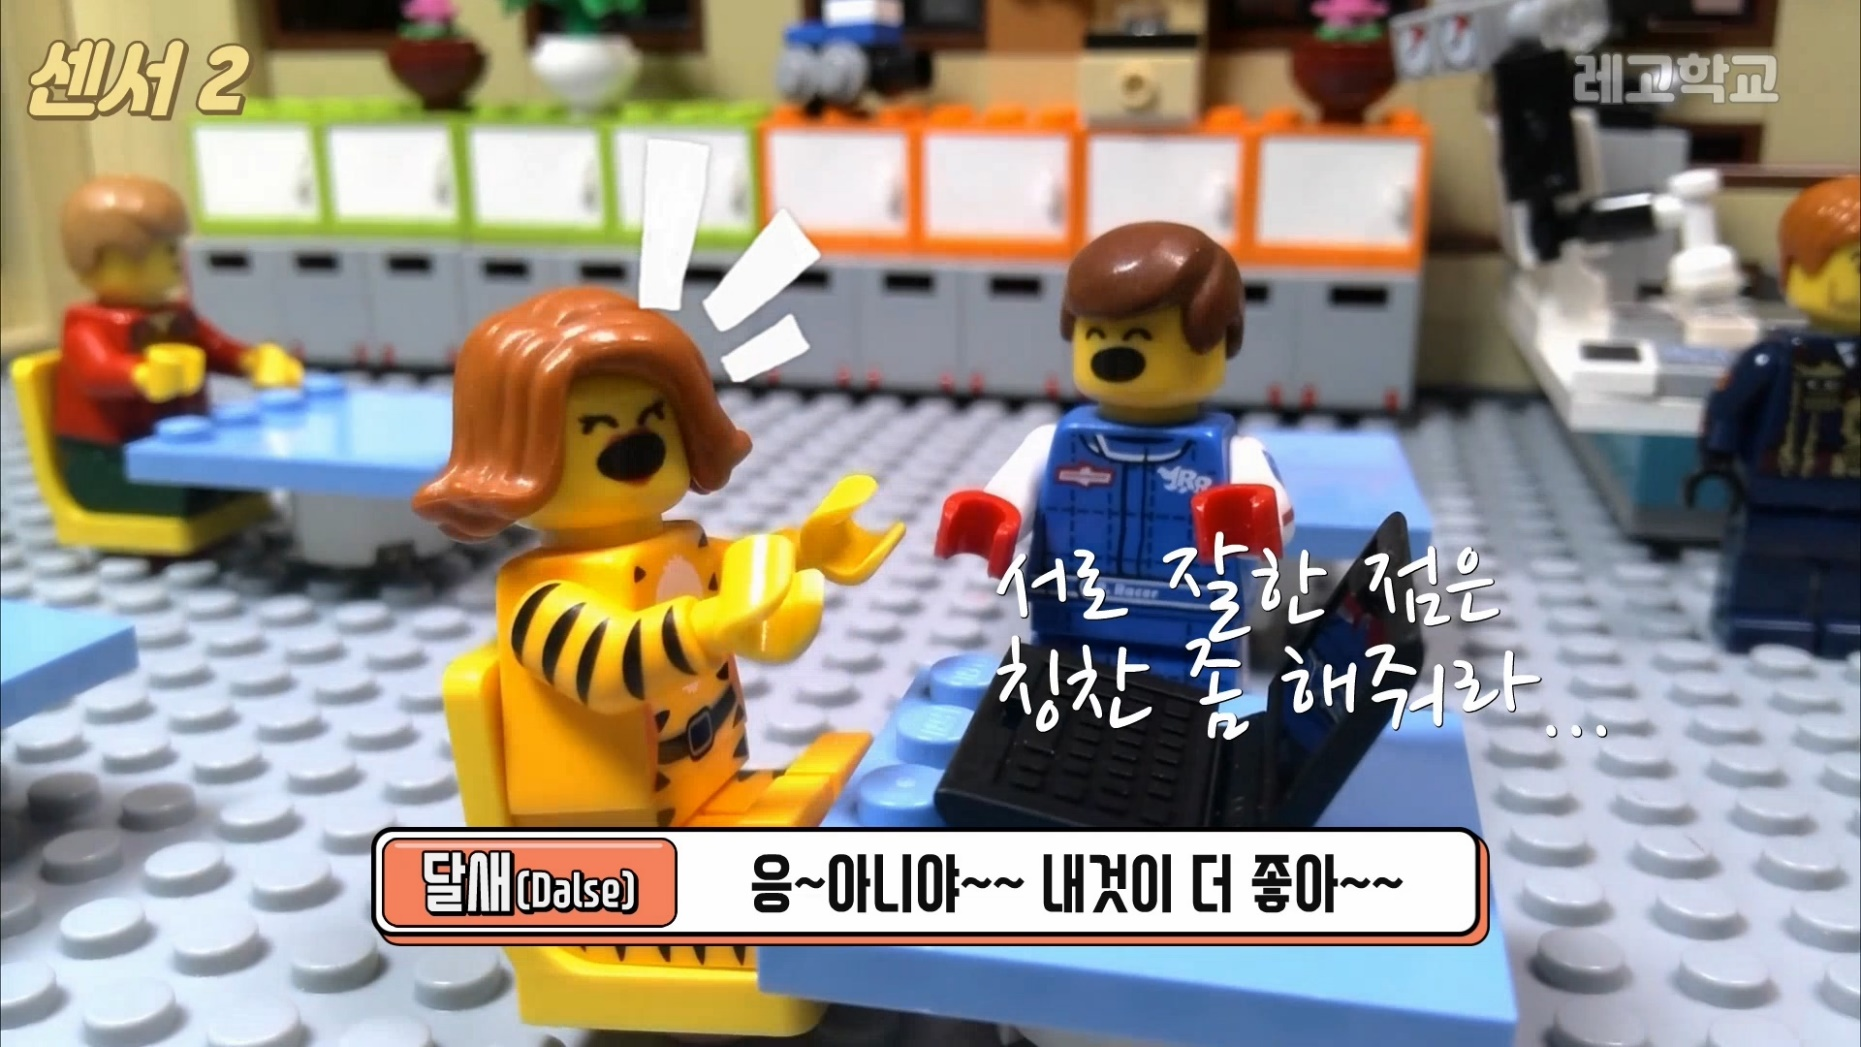 센서 2
레고학교
서로 잘한 점은
칭찬 좀 해줘라...
달새(Dalse)
응~아니야~~ 내것이 더 좋아~~